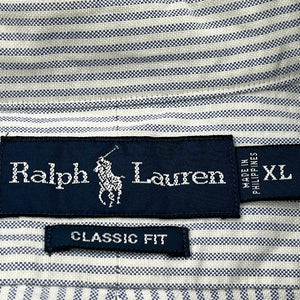 Ralph Lauren
MADE IN
PHILIPPINES
XL
CLASSIC FIT